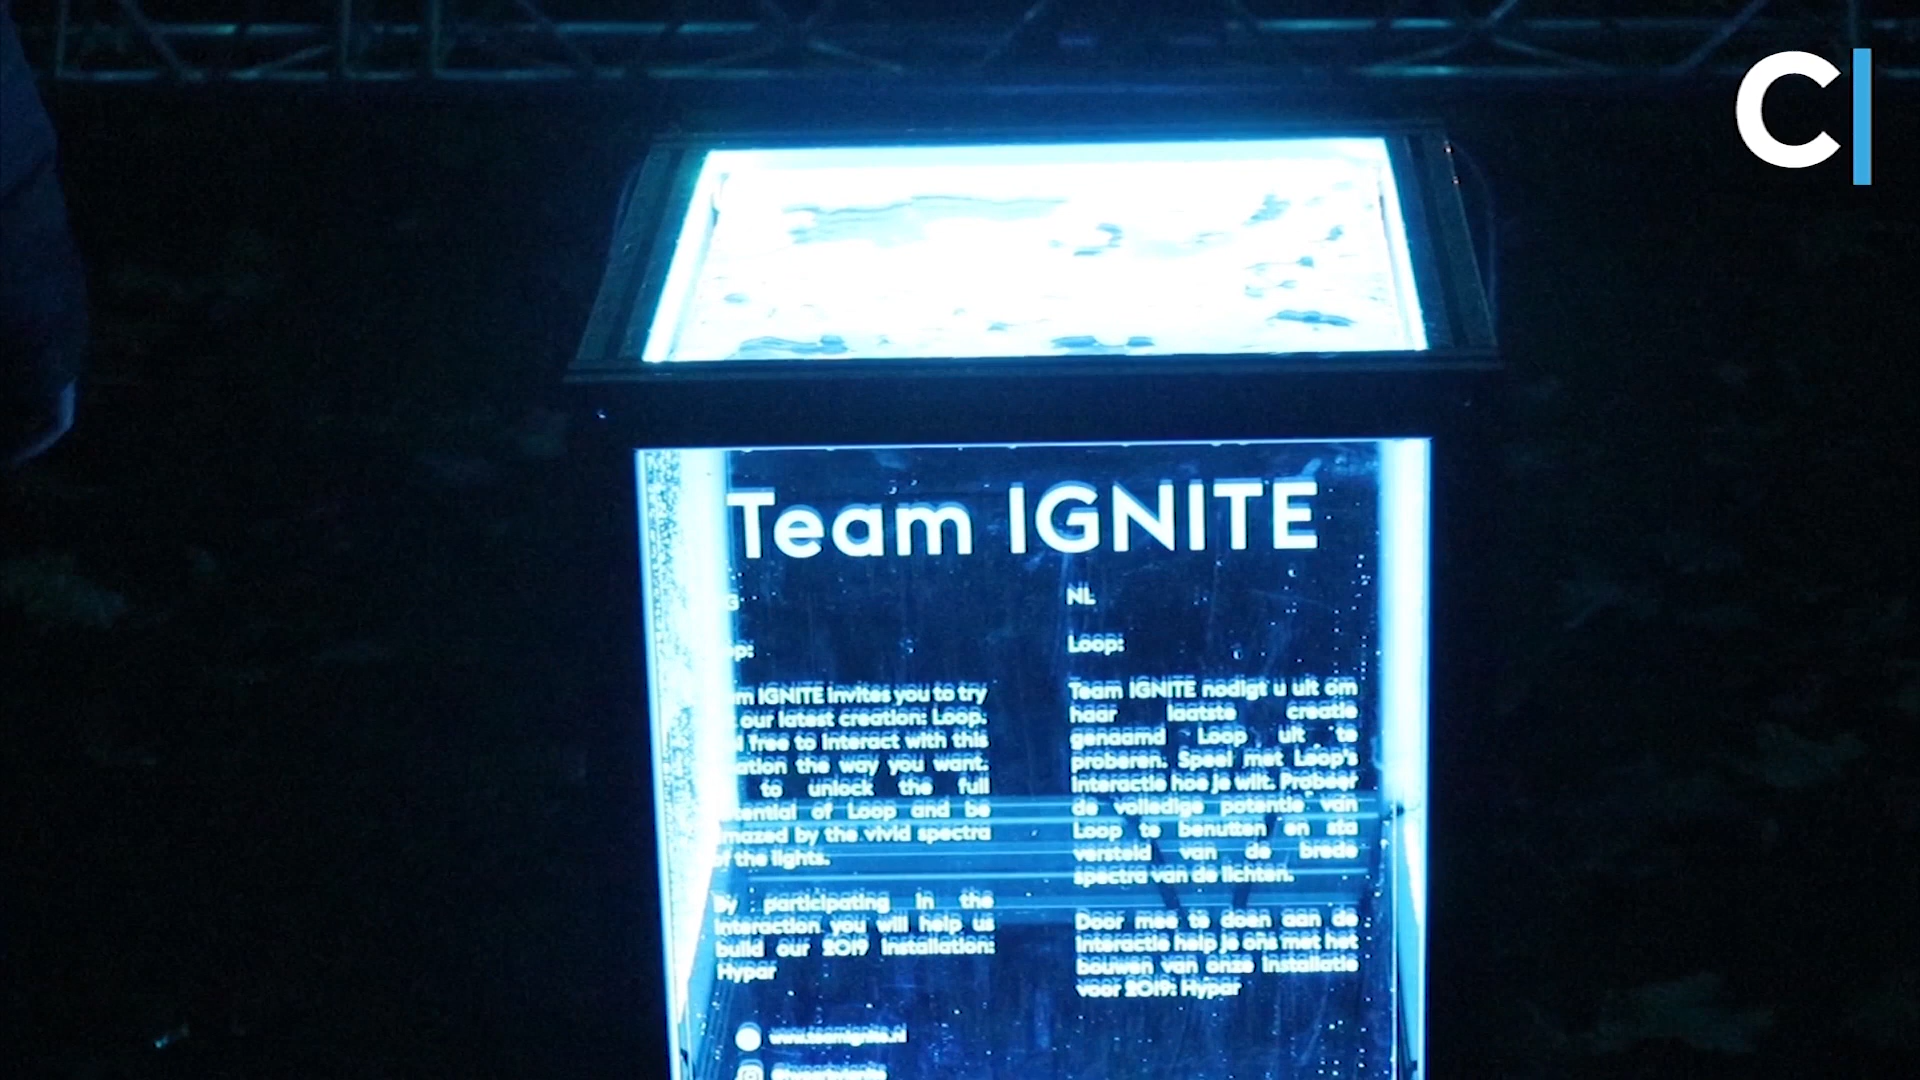 C|
Team IGNITE
NL
Loop:
IGNITE invites you to try
our latest creation: Loop.
free to interact with this
the way you want.
to unlock the full
of Loop and be
by the vivid spectra
of the lights.
By participating in the
interaction you will help us
build our 2019 installation:
Hypar
www.teamignite.nl
Team IGNITE nodigt u uit om
haar laatste creatie
genaamd Loop uit te
proberen. Speel met Loop's
interactie hoe je wilt. Probeer
de volledige potentie van
Loop te benutten en sta
versteld van de brede
spectra van de lichten.
Door mee te doen aan de
interactie help je ons met het
bouwen van onze installatie
voor 2019: Hypar